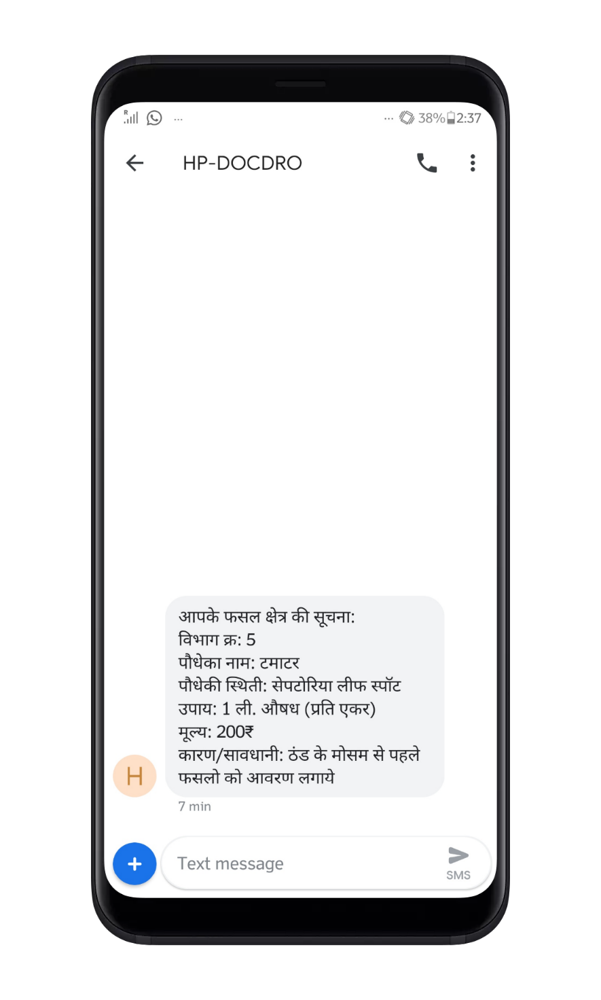 R
... ... 38% 2:37
HP-DOCDRO
आपके फसल क्षेत्र की सूचना:
विभाग क्र: 5
पौधेका नाम: टमाटर
पौधेकी स्थिती: सेपटोरिया लीफ स्पॉट
उपाय: 1 ली. औषध (प्रति एकर)
मूल्य: 200₹
कारण/सावधानी: ठंड के मोसम से पहले
फसलो को आवरण लगाये
H
7 min
+ Text message
SMS